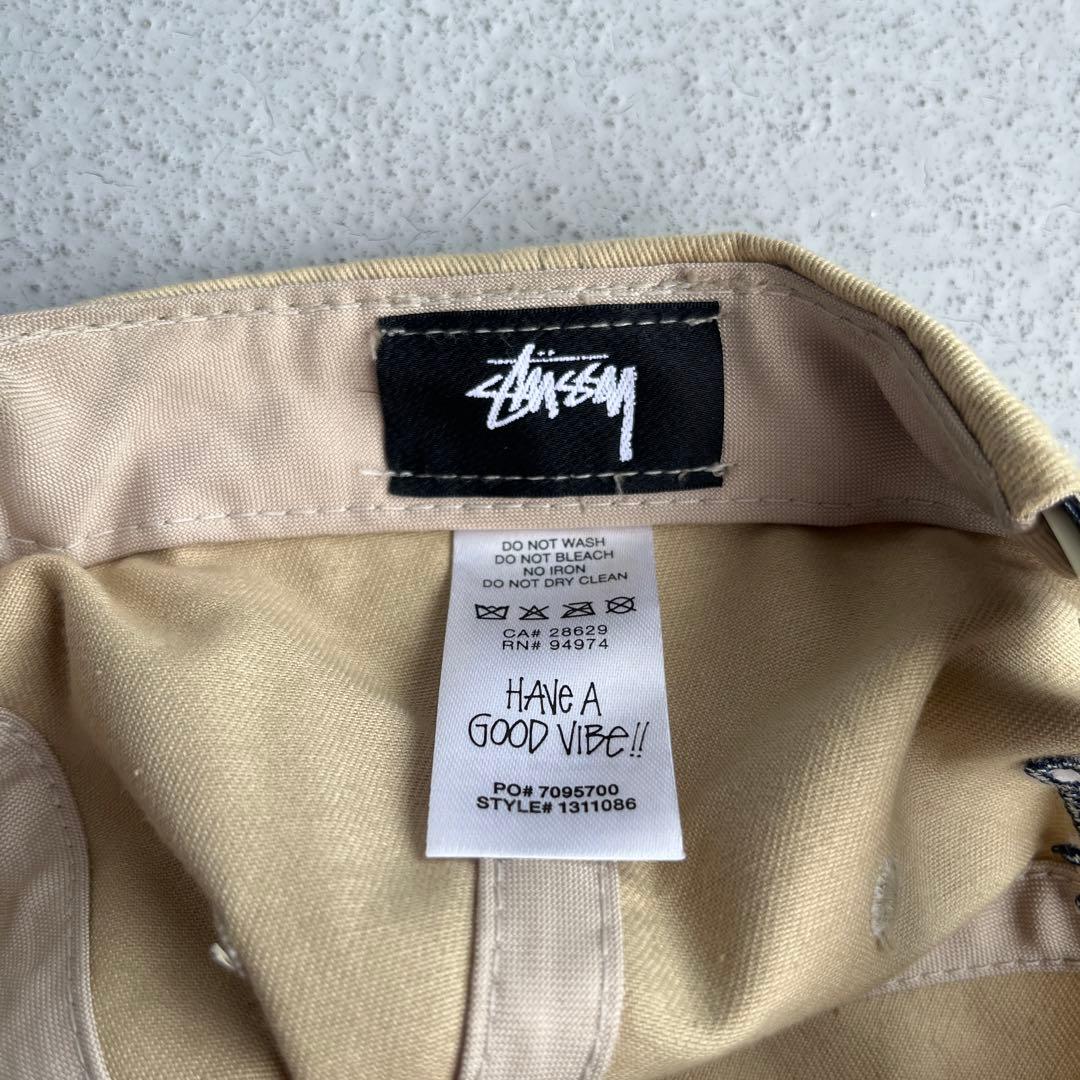 Stüssy
DO NOT WASH
DO NOT BLEACH
NO IRON
DO NOT DRY CLEAN
CA# 28629
RN# 94974
HAVE A
GOOD VIBE!!
PO# 7095700
STYLE# 1311086